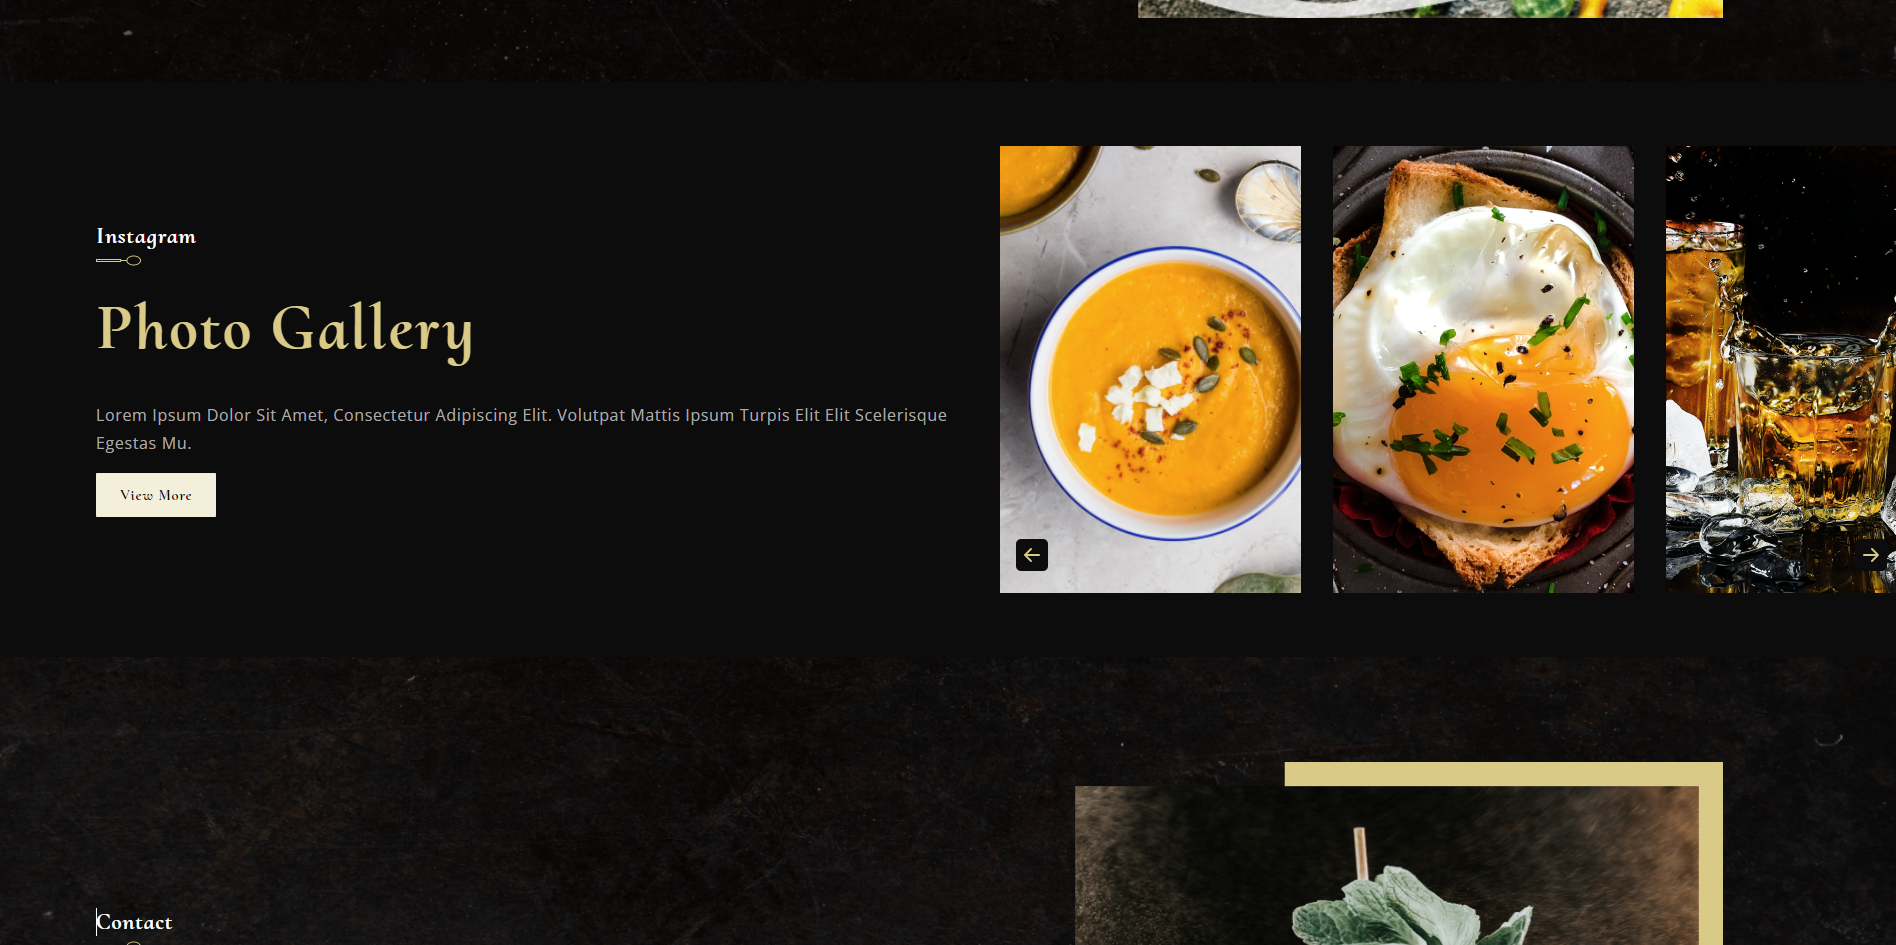 Instagram
Photo Gallery
Lorem Ipsum Dolor Sit Amet, Consectetur Adipiscing Elit. Volutpat Mattis Ipsum Turpis Elit Elit Scelerisque
Egestas Mu.
View More
Contact